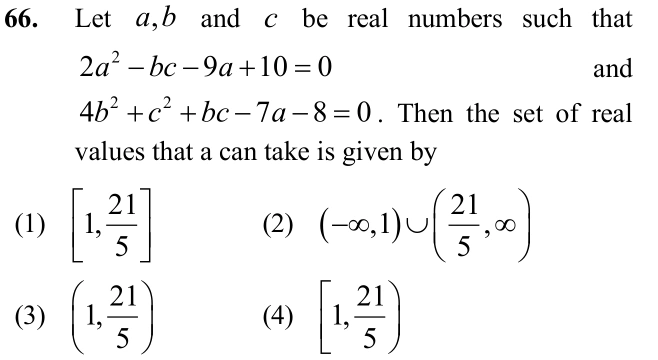 66. Let a,b and c be real numbers such that
2a² − bc − 9a + 10 = 0 and
4b² + c² + bc − 7a − 8 = 0. Then the set of real
values that a can take is given by
(1) [1, 21/5] (2) (−∞,1) ∪ (21/5, ∞)
(3) (1, 21/5) (4) [1, 21/5)